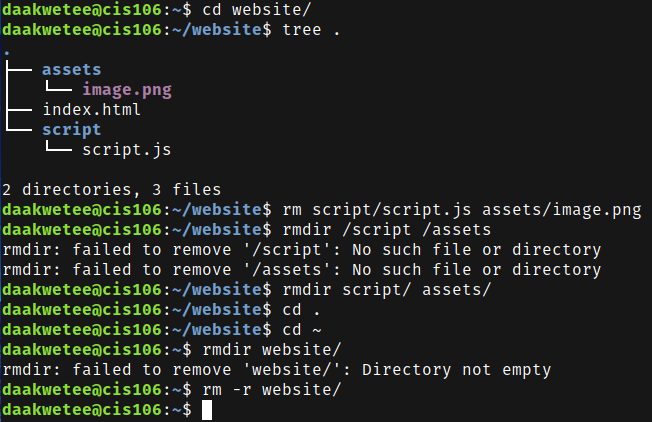 daakwetee@cis106:~$ cd website/
daakwetee@cis106:~/website$ tree .
.
├── assets
│   └── image.png
├── index.html
└── script
    └── script.js
2 directories, 3 files
daakwetee@cis106:~/website$ rm script/script.js assets/image.png
daakwetee@cis106:~/website$ rmdir /script /assets
rmdir: failed to remove '/script': No such file or directory
rmdir: failed to remove '/assets': No such file or directory
daakwetee@cis106:~/website$ rmdir script/ assets/
daakwetee@cis106:~/website$ cd .
daakwetee@cis106:~/website$ cd ~
daakwetee@cis106:~$ rmdir website/
rmdir: failed to remove 'website/': Directory not empty
daakwetee@cis106:~$ rm -r website/
daakwetee@cis106:~$